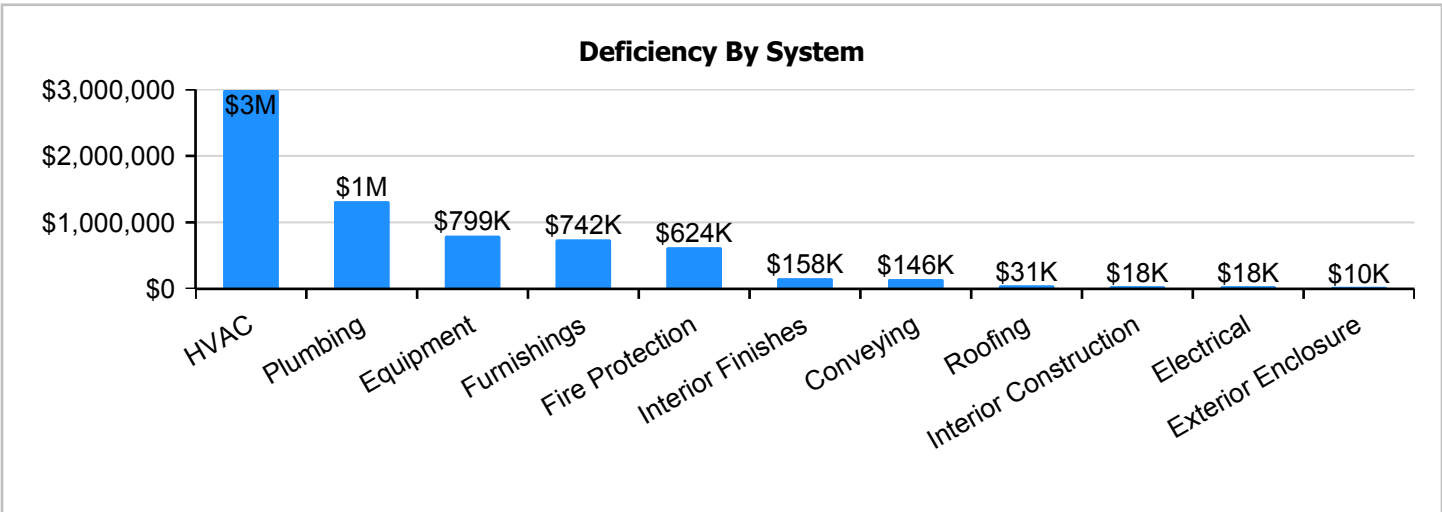 Deficiency By System
$3,000,000
$2,000,000
$1,000,000
$0
$3M
$1M
$799K
$742K
$624K
$158K
$146K
$31K
$18K
$18K
$10K
HVAC
Plumbing
Equipment
Furnishings
Fire Protection
Interior Finishes
Conveying
Roofing
Interior Construction
Electrical
Exterior Enclosure